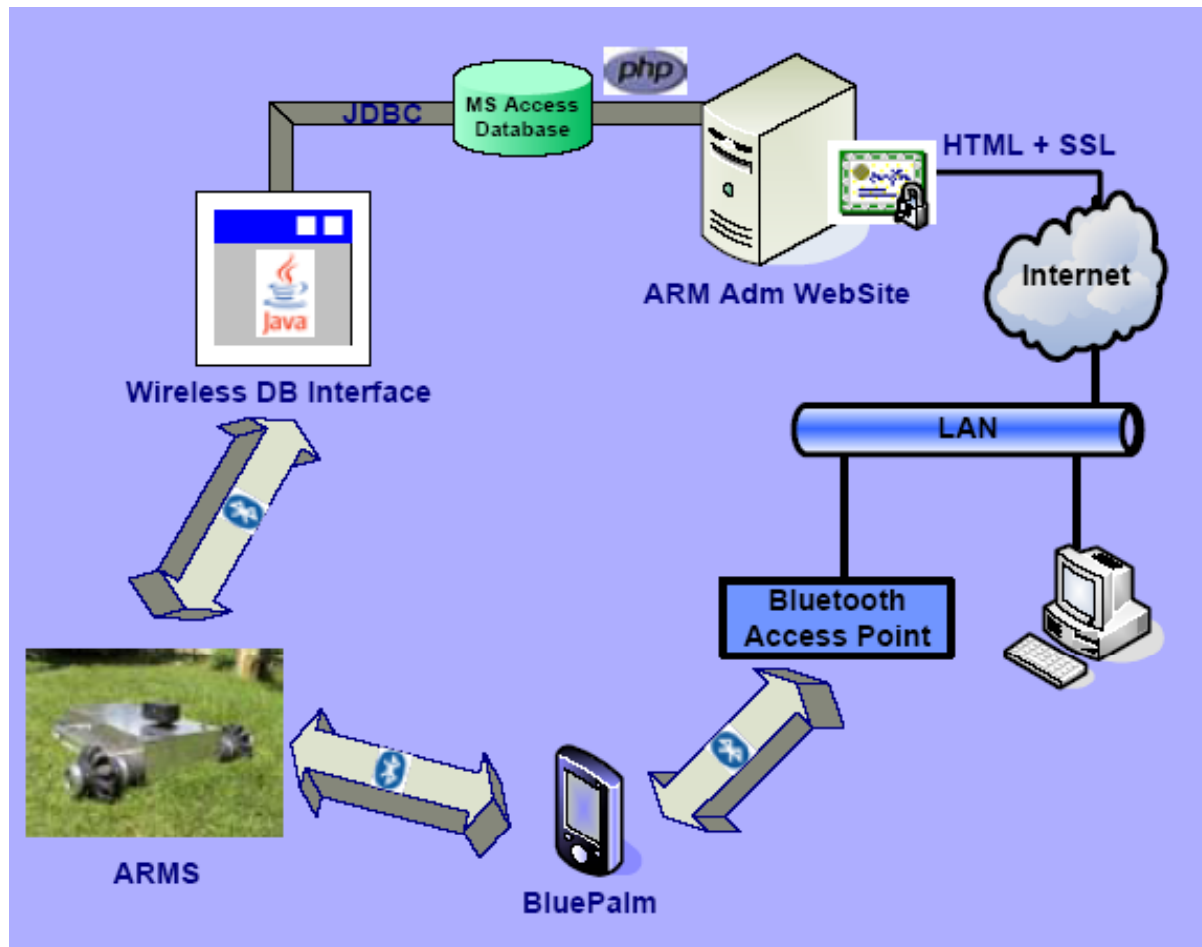 php
JDBC
MS Access
Database
HTML + SSL
Internet
ARM Adm WebSite
Java
Wireless DB Interface
LAN
Bluetooth
Access Point
ARMS
BluePalm